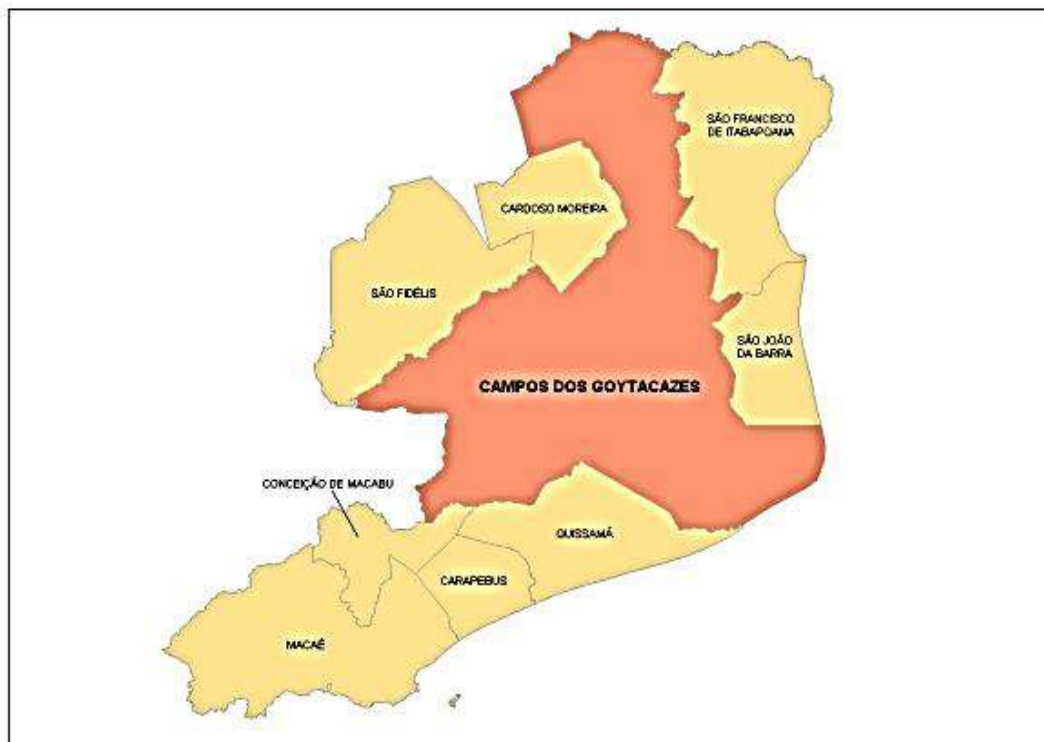 SÃO FRANCISCO
DE ITABAPOANA
CARDOSO MOREIRA
SÃO FIDÉLIS
SÃO JOÃO
DA BARRA
CAMPOS DOS GOYTACAZES
CONCEIÇÃO DE MACABU
QUISSAMÃ
CARAPEBUS
MACAÉ